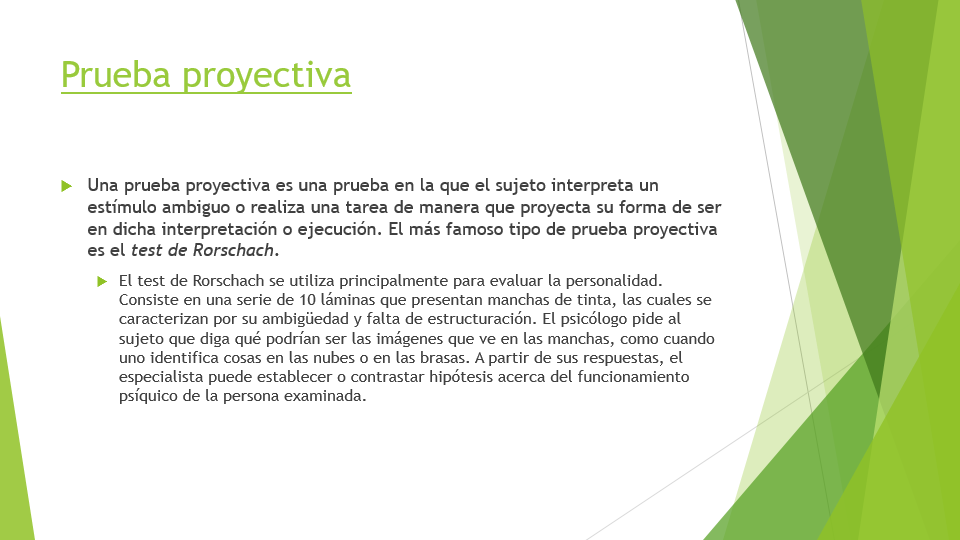 Prueba proyectiva
Una prueba proyectiva es una prueba en la que el sujeto interpreta un
estímulo ambiguo o realiza una tarea de manera que proyecta su forma de ser
en dicha interpretación o ejecución. El más famoso tipo de prueba proyectiva
es el test de Rorschach.
El test de Rorschach se utiliza principalmente para evaluar la personalidad.
Consiste en una serie de 10 láminas que presentan manchas de tinta, las cuales se
caracterizan por su ambigüedad y falta de estructuración. El psicólogo pide al
sujeto que diga qué podrían ser las imágenes que ve en las manchas, como cuando
uno identifica cosas en las nubes o en las brasas. A partir de sus respuestas, el
especialista puede establecer o contrastar hipótesis acerca del funcionamiento
psíquico de la persona examinada.